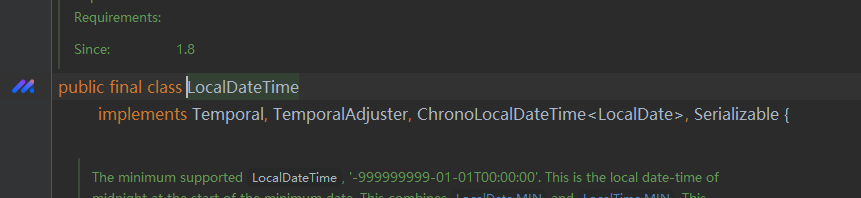 Requirements:
Since: 1.8
public final class LocalDateTime
implements Temporal, TemporalAdjuster, ChronoLocalDateTime<LocalDate>, Serializable {
The minimum supported LocalDateTime, '-999999999-01-01T00:00:00'. This is the local date-time of
midnight at the start of the minimum date. This combines LocalDate.MIN and LocalTime.MIN. This